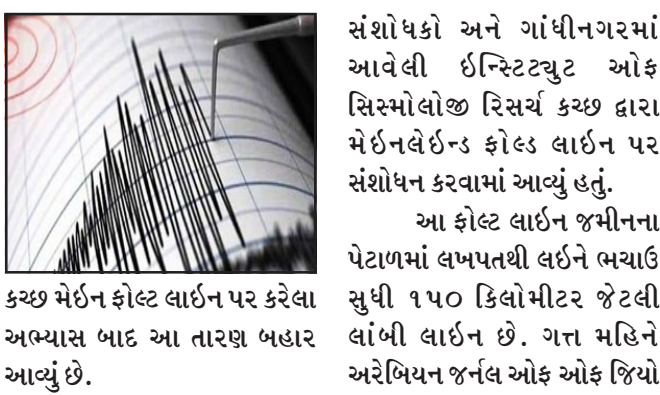 કચ્છ મેઇન ફોલ્ટ લાઇન પર કરેલા
અભ્યાસ બાદ આ તારણ બહાર
આવ્યું છે.
સંશોધકો અને ગાંધીનગરમાં
આવેલી ઇન્સ્ટિટ્યુટ ઓફ
સિસ્મોલોજી રિસર્ચ કચ્છ દ્વારા
મેઇનલેઇન્ડ ફોલ્ડ લાઇન પર
સંશોધન કરવામાં આવ્યું હતું.
આ ફોલ્ટ લાઇન જમીનના
પેટાળમાં લખપતથી લઇને ભચાઉ
સુધી ૧૫૦ કિલોમીટર જેટલી
લાંબી લાઇન છે. ગત્ત મહિને
અરેબિયન જર્નલ ઓફ ઓફ જિયો